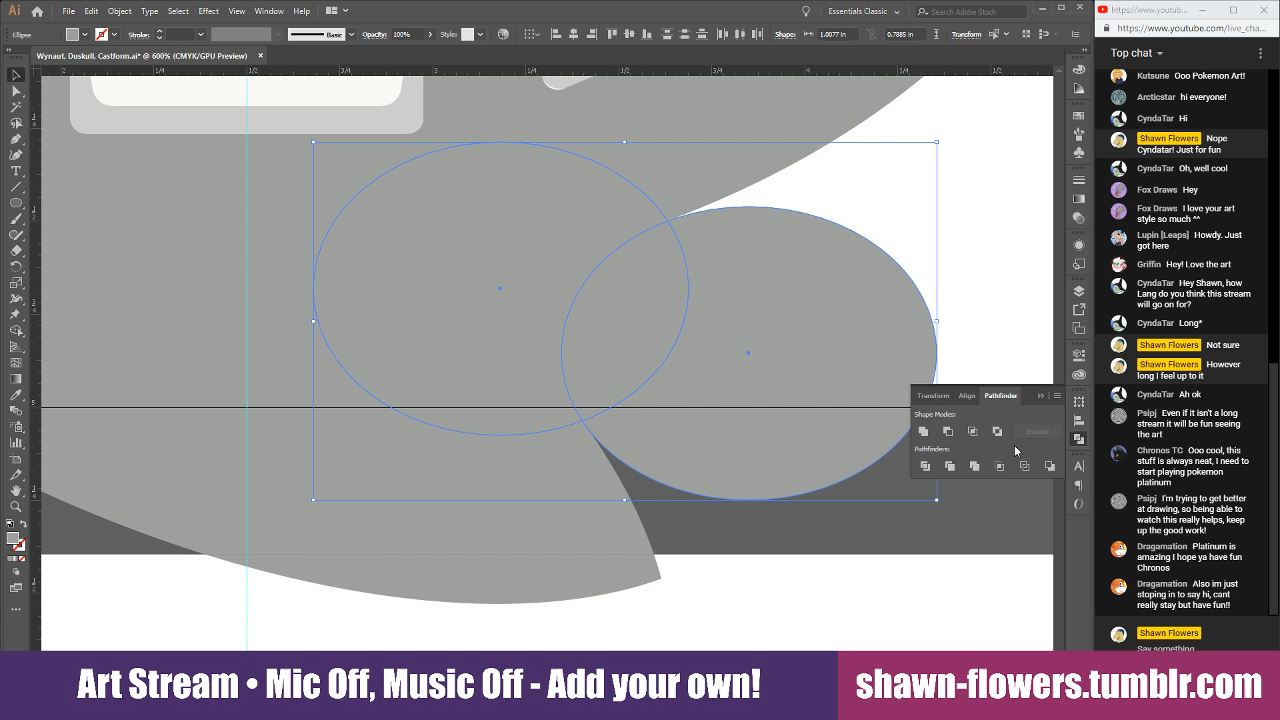 Ai
File Edit Object Type Select Effect View Window Help
Essentials Classic
Search Adobe Stock
Ellipse
Stroke:
Basic
Opacity: 100%
Style:
Shape: 1.0077 in
0.7885 in
Transform
Wynaut, Duskull, Castform.ai* @ 600% (CMYK/GPU Preview)
Transform Align Pathfinder
Shape Modes:
Expand
Pathfinders:
https://www.youtu...
https://www.youtube.com/live_cha...
Top chat
Kutsune Ooo Pokemon Art!
Arcticstar hi everyone!
CyndaTar Hi
Shawn Flowers Nope
Cyndatar! Just for fun
CyndaTar Oh, well cool
Fox Draws Hey
Fox Draws I love your art
style so much ^^
Lupin [Leaps] Howdy. Just
got here
Griffin Hey! Love the art
CyndaTar Hey Shawn, how
Lang do you think this stream
will go on for?
CyndaTar Long*
Shawn Flowers Not sure
Shawn Flowers However
long I feel up to it
CyndaTar Ah ok
Psipj Even if it isn't a long
stream it will be fun seeing
the art
Chronos TC Ooo cool, this
stuff is always neat, I need to
start playing pokemon
platinum
Psipj I'm trying to get better
at drawing, so being able to
watch this really helps, keep
up the good work!
Dragamation Platinum is
amazing I hope ya have fun
Chronos
Dragamation Also im just
stoping in to say hi, cant
really stay but have fun!!
Shawn Flowers
Say something...
Art Stream • Mic Off, Music Off - Add your own!
shawn-flowers.tumblr.com